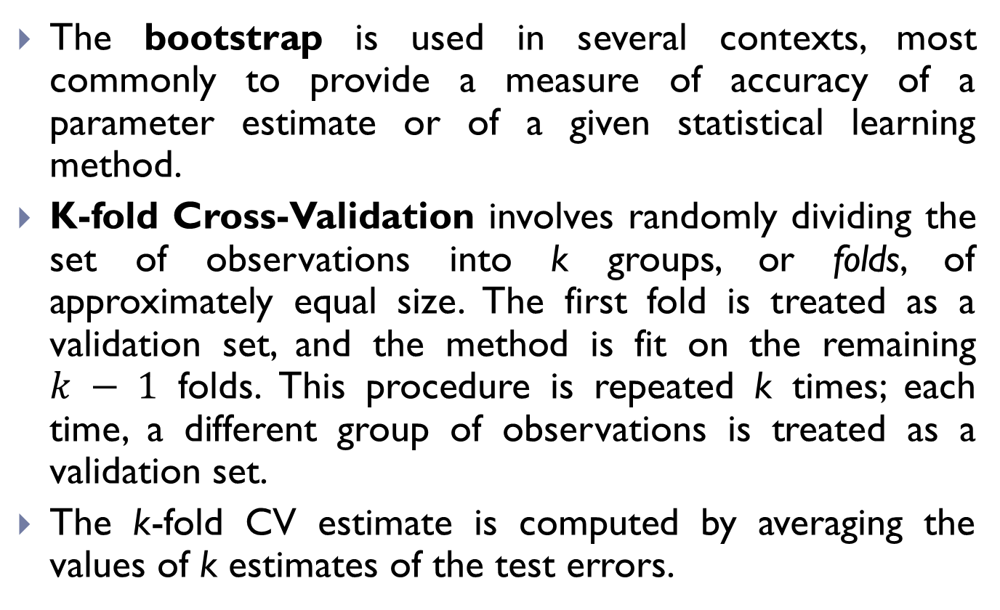 The bootstrap is used in several contexts, most
commonly to provide a measure of accuracy of a
parameter estimate or of a given statistical learning
method.
K-fold Cross-Validation involves randomly dividing the
set of observations into k groups, or folds, of
approximately equal size. The first fold is treated as a
validation set, and the method is fit on the remaining
k − 1 folds. This procedure is repeated k times; each
time, a different group of observations is treated as a
validation set.
The k-fold CV estimate is computed by averaging the
values of k estimates of the test errors.